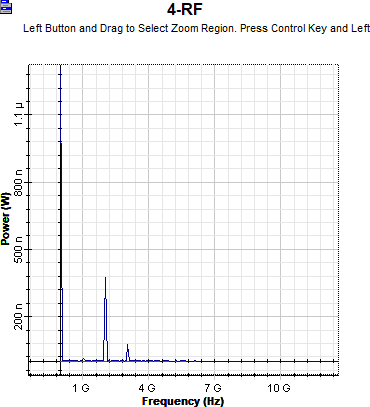 4-RF
Left Button and Drag to Select Zoom Region. Press Control Key and Left
1.1 µ
800 n
500 n
200 n
Power (W)
1 G 4 G 7 G 10 G
Frequency (Hz)